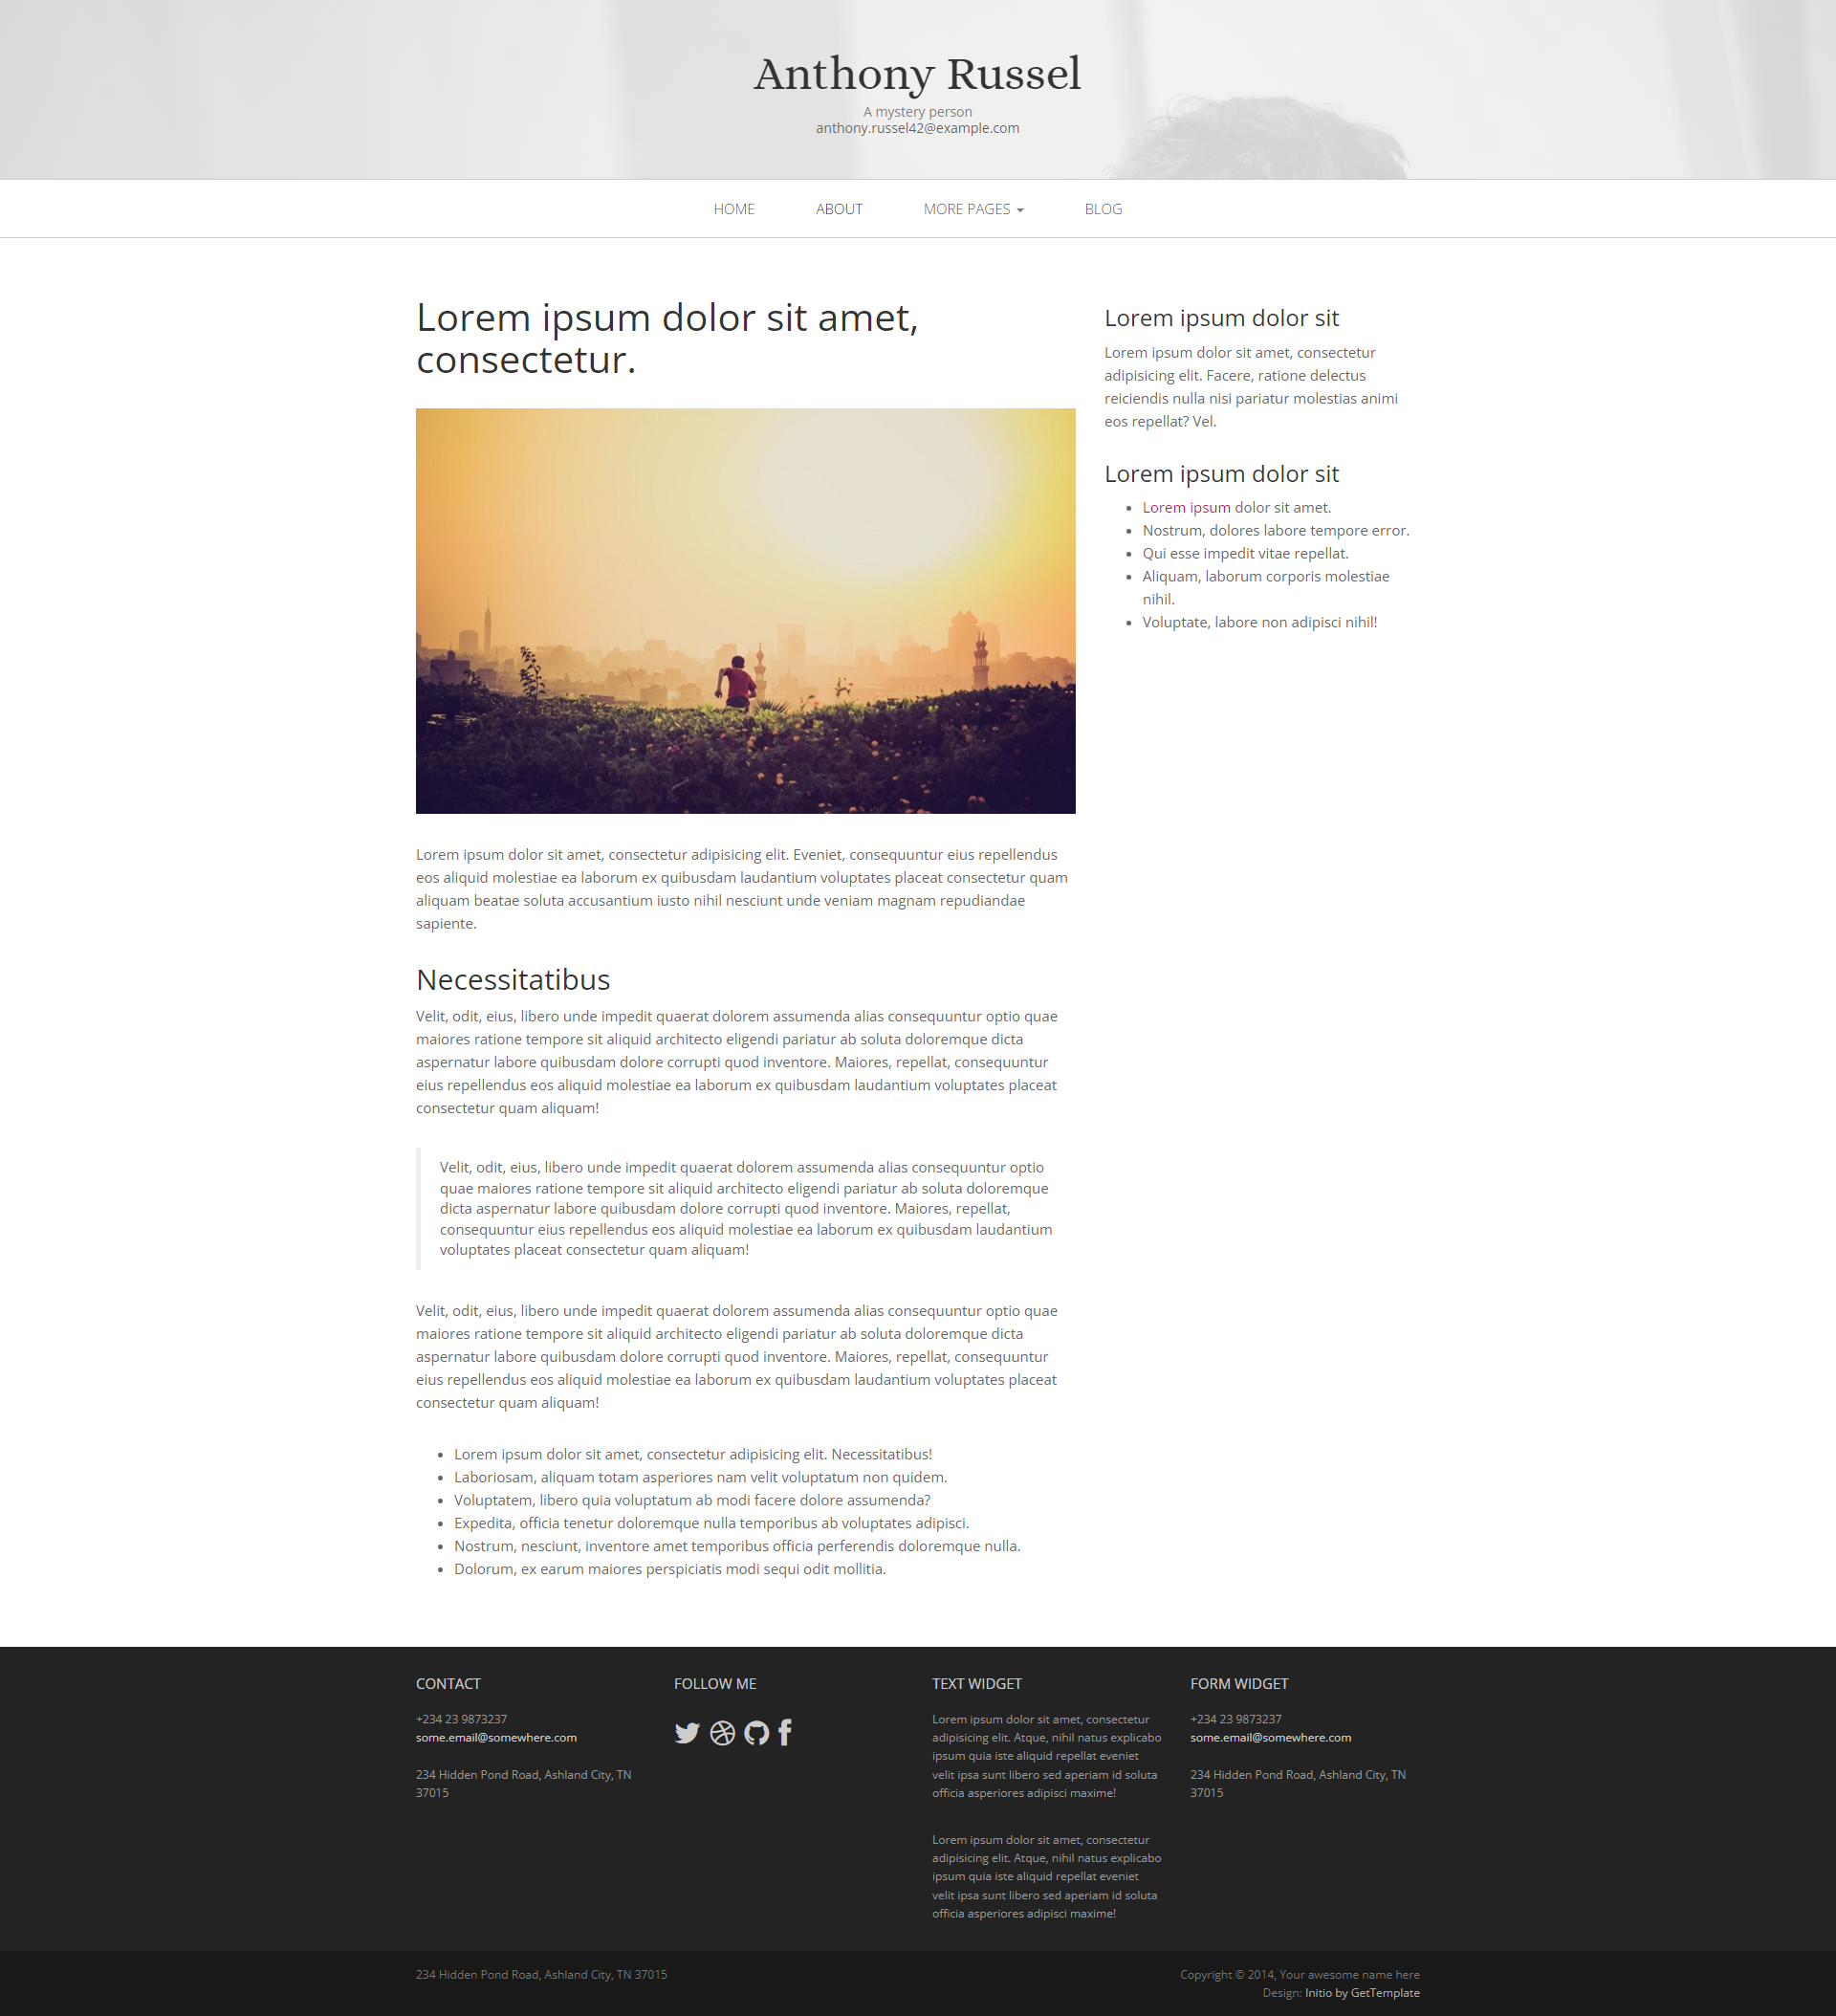 Anthony Russel
A mystery person
anthony.russel42@example.com
HOME ABOUT MORE PAGES BLOG
Lorem ipsum dolor sit amet,
consectetur.
Lorem ipsum dolor sit amet, consectetur adipisicing elit. Eveniet, consequuntur eius repellendus
eos aliquid molestiae ea laborum ex quibusdam laudantium voluptates placeat consectetur quam
aliquam beatae soluta accusantium iusto nihil nesciunt unde veniam magnam repudiandae
sapiente.
Necessitatibus
Velit, odit, eius, libero unde impedit quaerat dolorem assumenda alias consequuntur optio quae
maiores ratione tempore sit aliquid architecto eligendi pariatur ab soluta doloremque dicta
aspernatur labore quibusdam dolore corrupti quod inventore. Maiores, repellat, consequuntur
eius repellendus eos aliquid molestiae ea laborum ex quibusdam laudantium voluptates placeat
consectetur quam aliquam!
Velit, odit, eius, libero unde impedit quaerat dolorem assumenda alias consequuntur optio
quae maiores ratione tempore sit aliquid architecto eligendi pariatur ab soluta doloremque
dicta aspernatur labore quibusdam dolore corrupti quod inventore. Maiores, repellat,
consequuntur eius repellendus eos aliquid molestiae ea laborum ex quibusdam laudantium
voluptates placeat consectetur quam aliquam!
Velit, odit, eius, libero unde impedit quaerat dolorem assumenda alias consequuntur optio quae
maiores ratione tempore sit aliquid architecto eligendi pariatur ab soluta doloremque dicta
aspernatur labore quibusdam dolore corrupti quod inventore. Maiores, repellat, consequuntur
eius repellendus eos aliquid molestiae ea laborum ex quibusdam laudantium voluptates placeat
consectetur quam aliquam!
• Lorem ipsum dolor sit amet, consectetur adipisicing elit. Necessitatibus!
• Laboriosam, aliquam totam asperiores nam velit voluptatum non quidem.
• Voluptatem, libero quia voluptatum ab modi facere dolore assumenda?
• Expedita, officia tenetur doloremque nulla temporibus ab voluptates adipisci.
• Nostrum, nesciunt, inventore amet temporibus officia perferendis doloremque nulla.
• Dolorum, ex earum maiores perspiciatis modi sequi odit mollitia.
Lorem ipsum dolor sit
Lorem ipsum dolor sit amet, consectetur
adipisicing elit. Facere, ratione delectus
reiciendis nulla nisi pariatur molestias animi
eos repellat? Vel.
Lorem ipsum dolor sit
• Lorem ipsum dolor sit amet.
• Nostrum, dolores labore tempore error.
• Qui esse impedit vitae repellat.
• Aliquam, laborum corporis molestiae
nihil.
• Voluptate, labore non adipisci nihil!
CONTACT
+234 23 9873237
some.email@somewhere.com
234 Hidden Pond Road, Ashland City, TN
37015
FOLLOW ME
TEXT WIDGET
Lorem ipsum dolor sit amet, consectetur
adipisicing elit. Atque, nihil natus explicabo
ipsum quia iste aliquid repellat eveniet
velit ipsa sunt libero sed aperiam id soluta
officia asperiores adipisci maxime!
Lorem ipsum dolor sit amet, consectetur
adipisicing elit. Atque, nihil natus explicabo
ipsum quia iste aliquid repellat eveniet
velit ipsa sunt libero sed aperiam id soluta
officia asperiores adipisci maxime!
FORM WIDGET
+234 23 9873237
some.email@somewhere.com
234 Hidden Pond Road, Ashland City, TN
37015
234 Hidden Pond Road, Ashland City, TN 37015
Copyright © 2014, Your awesome name here
Design: Initio by GetTemplate